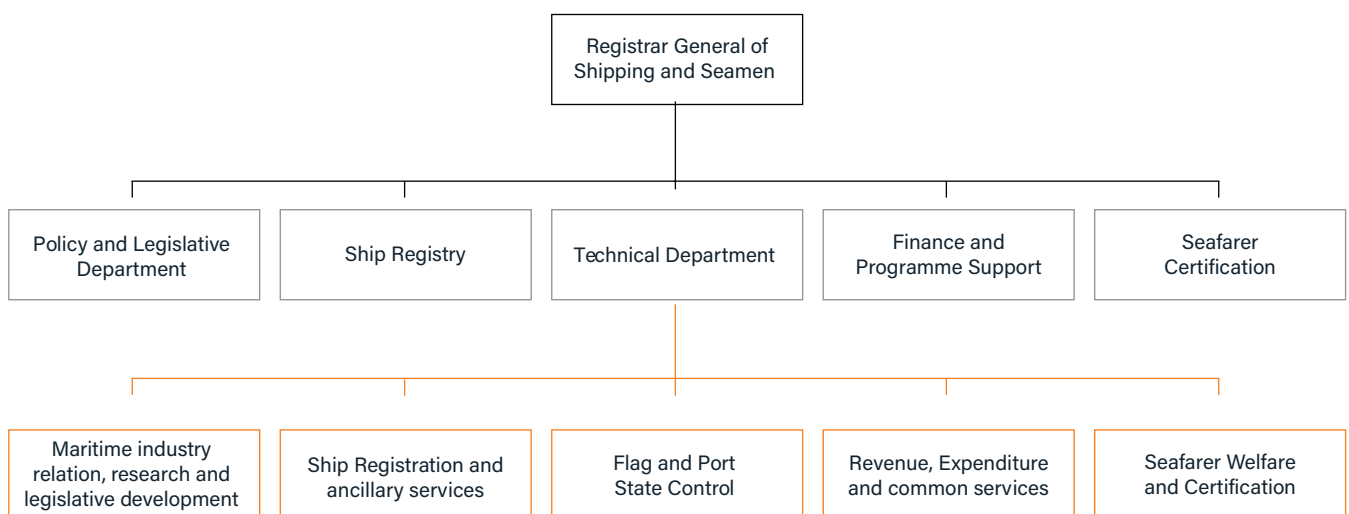 Registrar General of
Shipping and Seamen
Policy and Legislative
Department
Ship Registry
Technical Department
Finance and
Programme Support
Seafarer
Certification
Maritime industry
relation, research and
legislative development
Ship Registration and
ancillary services
Flag and Port
State Control
Revenue, Expenditure
and common services
Seafarer Welfare
and Certification